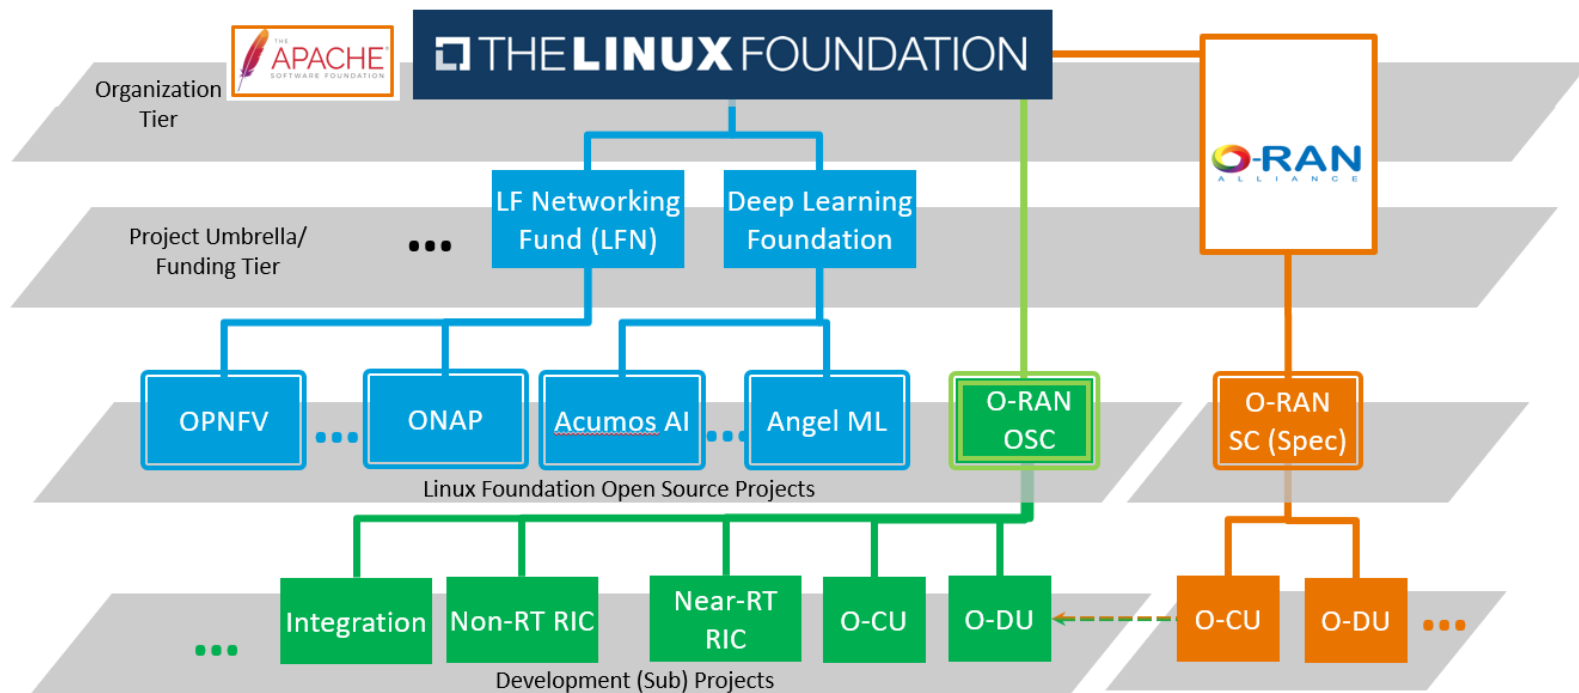 THE
APACHE®
SOFTWARE FOUNDATION
THE LINUX FOUNDATION
Organization
Tier
O-RAN
ALLIANCE
LF Networking
Fund (LFN)
Deep Learning
Foundation
Project Umbrella/
Funding Tier
...
OPNFV
...
ONAP
Acumos AI
...
Angel ML
O-RAN
OSC
O-RAN
SC (Spec)
Linux Foundation Open Source Projects
...
Integration
Non-RT RIC
Near-RT
RIC
O-CU
O-DU
O-CU
O-DU
...
Development (Sub) Projects